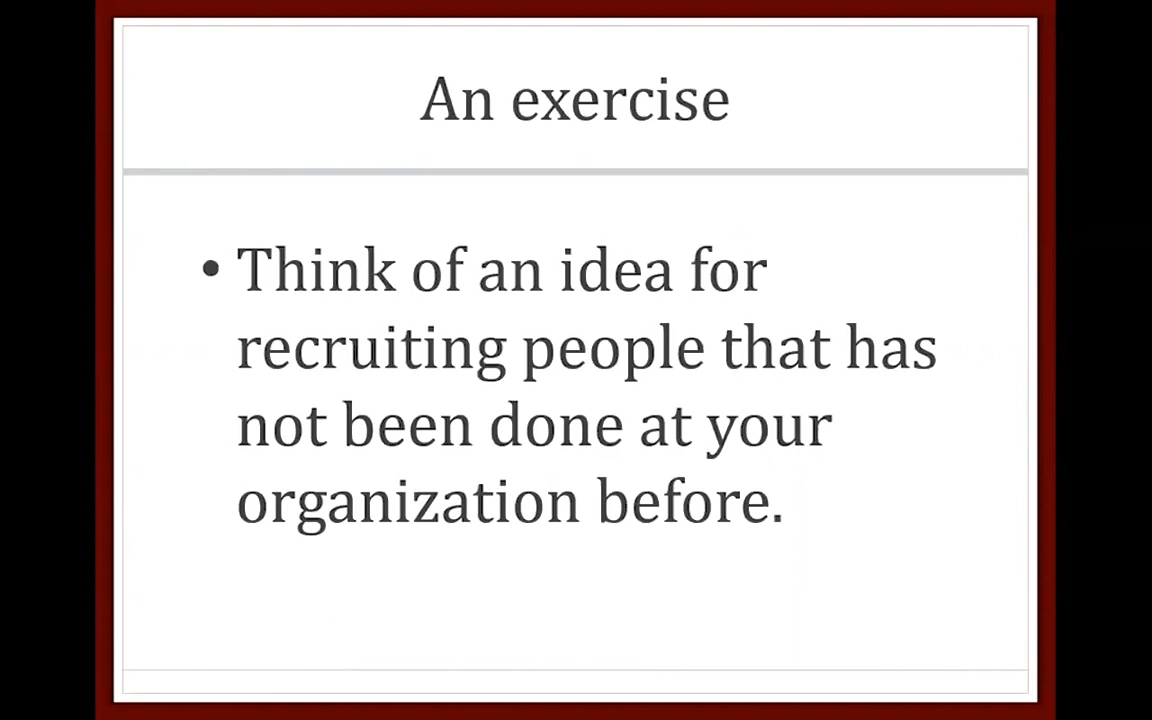 An exercise
• Think of an idea for
recruiting people that has
not been done at your
organization before.